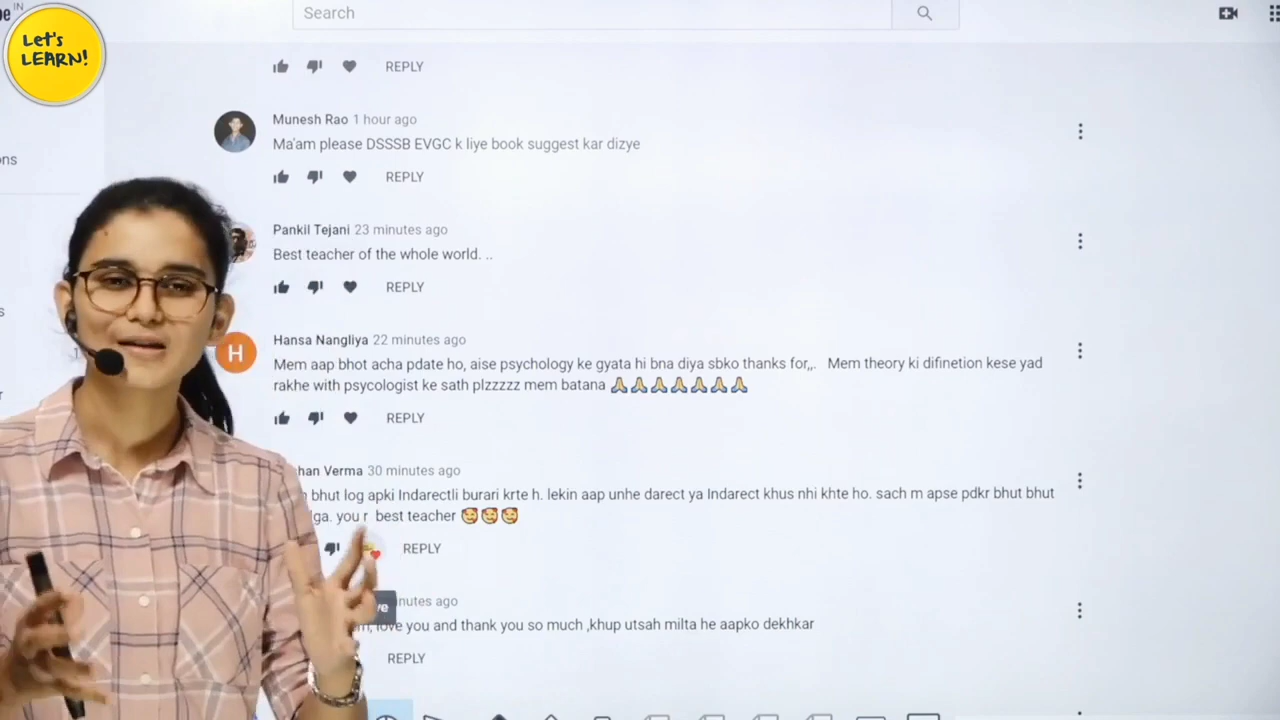 IN
Let's
LEARN!
Search
REPLY
Munesh Rao 1 hour ago
Ma'am please DSSSB EVGC k liye book suggest kar dizye
REPLY
Pankil Tejani 23 minutes ago
Best teacher of the whole world. ..
REPLY
H
Hansa Nangliya 22 minutes ago
Mem aap bhot acha pdate ho, aise psychology ke gyata hi bna diya sbko thanks for,,. Mem theory ki difinetion kese yad
rakhe with psycologist ke sath plzzzzz mem batana 🙏🙏🙏🙏🙏🙏🙏
REPLY
Verma 30 minutes ago
bhut log apki Indarectli burari krte h. lekin aap unhe darect ya Indarect khus nhi khte ho. sach m apse pdkr bhut bhut
you r best teacher 🥰🥰🥰
REPLY
ago
love you and thank you so much ,khup utsah milta he aapko dekhkar
REPLY